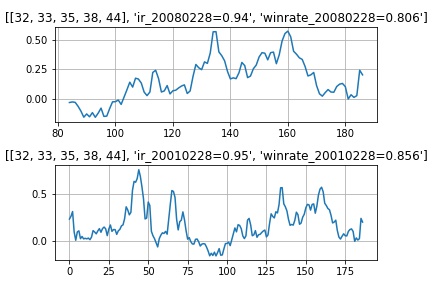 [[32, 33, 35, 38, 44], 'ir_20080228=0.94', 'winrate_20080228=0.806']
0.50
0.25
0.00
80 100 120 140 160 180
[[32, 33, 35, 38, 44], 'ir_20010228=0.95', 'winrate_20010228=0.856']
0.5
0.0
0 25 50 75 100 125 150 175